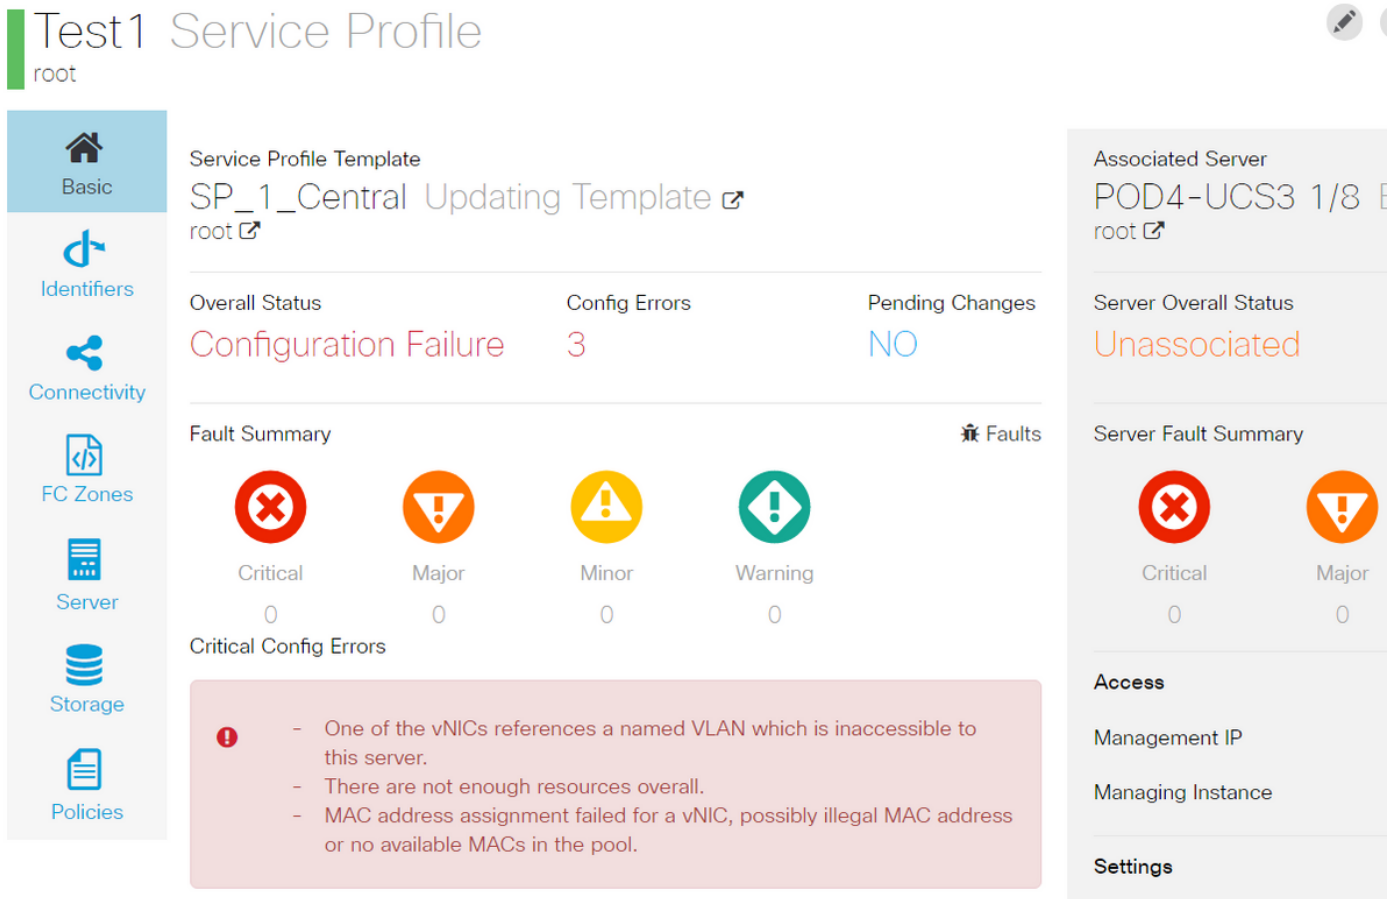 Test1 Service Profile
root
Basic
Identifiers
Connectivity
FC Zones
Server
Storage
Policies
Service Profile Template
SP_1_Central Updating Template
root
Overall Status
Configuration Failure
Config Errors
3
Pending Changes
NO
Fault Summary
Faults
Critical
Major
Minor
Warning
0
0
0
0
Critical Config Errors
- One of the vNICs references a named VLAN which is inaccessible to
this server.
- There are not enough resources overall.
- MAC address assignment failed for a vNIC, possibly illegal MAC address
or no available MACs in the pool.
Associated Server
POD4-UCS3 1/8
root
Server Overall Status
Unassociated
Server Fault Summary
Critical
Major
0
0
Access
Management IP
Managing Instance
Settings